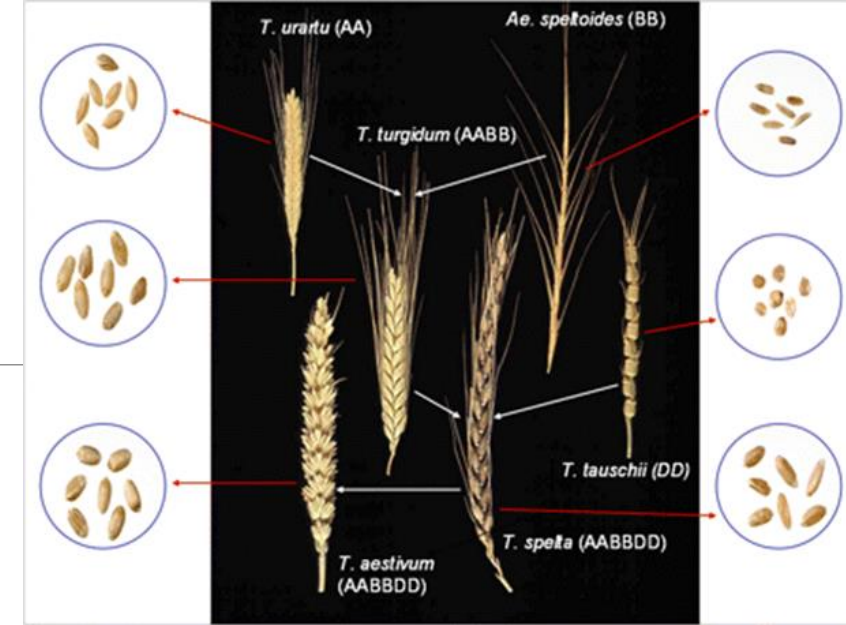 T. urartu (AA)
Ae. speltoides (BB)
T. turgidum (AABB)
T. tauschii (DD)
T. spelta (AABBDD)
T. aestivum
(AABBDD)